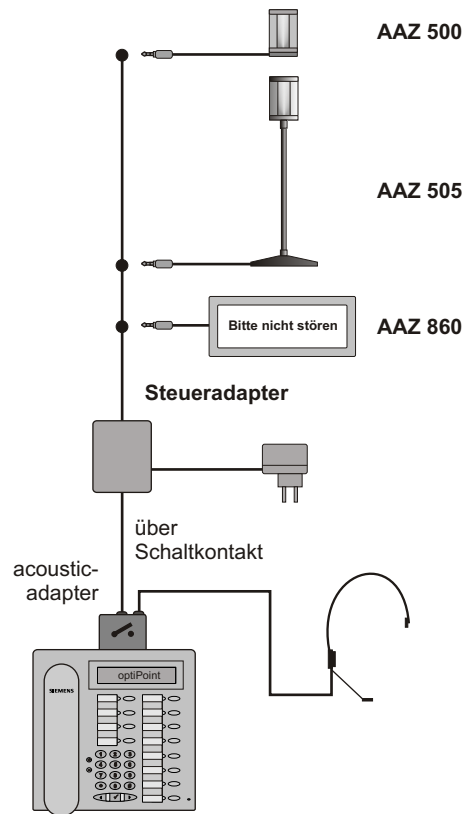 AAZ 500
AAZ 505
Bitte nicht stören
AAZ 860
Steueradapter
über
Schaltkontakt
acoustic-
adapter
optiPoint
SIEMENS